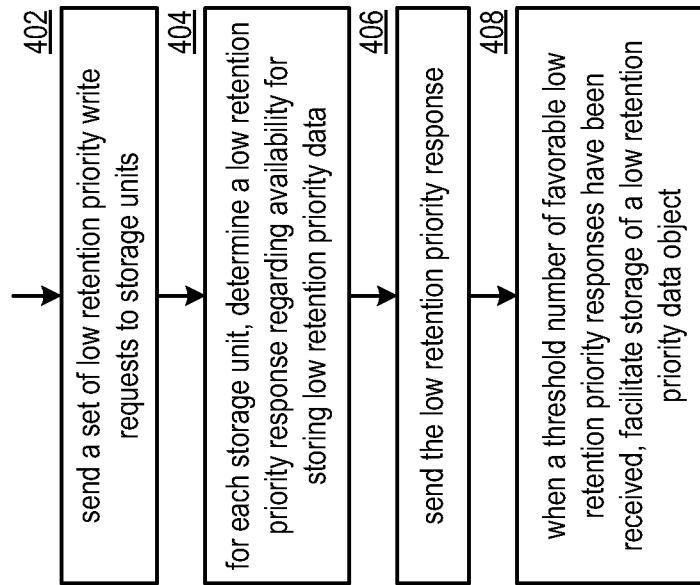 402
send a set of low retention priority write
requests to storage units
404
for each storage unit, determine a low retention
priority response regarding availability for
storing low retention priority data
406
send the low retention priority response
408
when a threshold number of favorable low
retention priority responses have been
received, facilitate storage of a low retention
priority data object